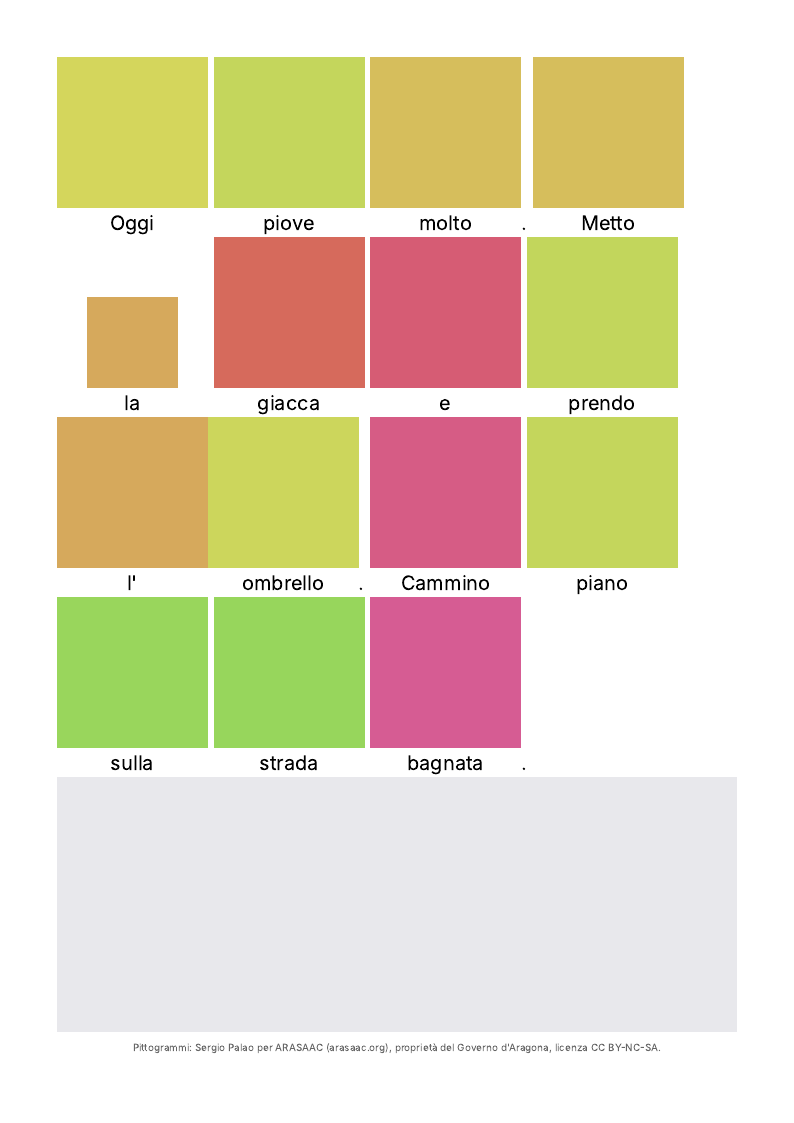 Oggi piove molto . Metto
la giacca e prendo
l' ombrello . Cammino piano
sulla strada bagnata .
Pittogrammi: Sergio Palao per ARASAAC (arasaac.org), proprietà del Governo d'Aragona, licenza CC BY-NC-SA.